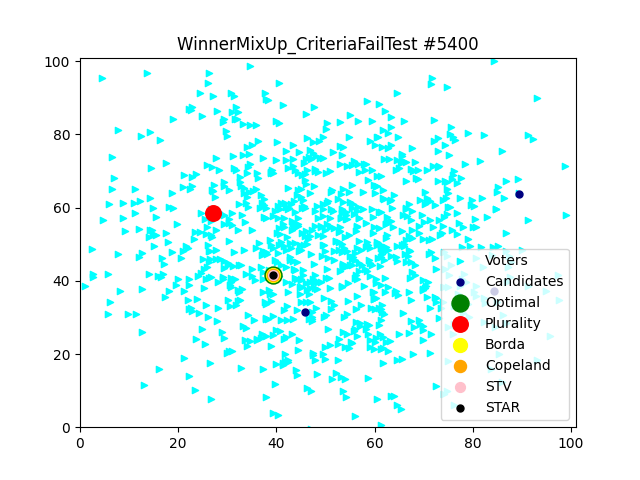 WinnerMixUp_CriteriaFailTest #5400
100
80
60
40
20
0
0 20 40 60 80 100
Voters
Candidates
Optimal
Plurality
Borda
Copeland
STV
STAR